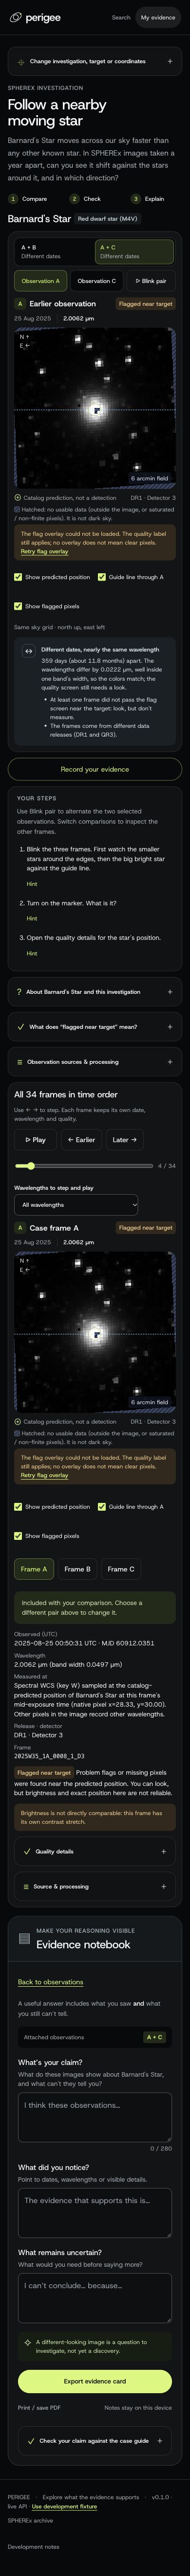 perigee
Search
My evidence
Change investigation, target or coordinates
+
SPHEREX INVESTIGATION
Follow a nearby
moving star
Barnard's Star moves across our sky faster than
any other star. In SPHEREx images taken a
year apart, can you see it shift against the stars
around it, and in which direction?
1 Compare
2 Check
3 Explain
Barnard's Star
Red dwarf star (M4V)
A + B
Different dates
A + C
Different dates
Observation A
Observation C
Blink pair
A Earlier observation
Flagged near target
25 Aug 2025
2.0062 μm
N ↑
E ←
6 arcmin field
Catalog prediction, not a detection
DR1 · Detector 3
Hatched: no usable data (outside the image, or saturated
/ non-finite pixels). It is not dark sky.
The flag overlay could not be loaded. The quality label
still applies; no overlay does not mean clear pixels.
Retry flag overlay
Show predicted position
Guide line through A
Show flagged pixels
Same sky grid · north up, east left
Different dates, nearly the same wavelength
359 days (about 11.8 months) apart. The
wavelengths differ by 0.0222 μm, well inside
one band's width, so the colors match; the
quality screen still needs a look.
• At least one frame did not pass the flag
screen near the target: look, but don't
measure.
• The frames come from different data
releases (DR1 and QR3).
Record your evidence
YOUR STEPS
Use Blink pair to alternate the two selected
observations. Switch comparisons to inspect the
other frames.
1. Blink the three frames. First watch the smaller
stars around the edges, then the big bright star
against the guide line.
Hint
2. Turn on the marker. What is it?
Hint
3. Open the quality details for the star's position.
Hint
? About Barnard's Star and this investigation +
What does "flagged near target" mean? +
Observation sources & processing +
All 34 frames in time order
Use ← → to step. Each frame keeps its own date,
wavelength and quality.
Play
← Earlier
Later →
4 / 34
Wavelengths to step and play
All wavelengths
A Case frame A
Flagged near target
25 Aug 2025
2.0062 μm
N ↑
E ←
6 arcmin field
Catalog prediction, not a detection
DR1 · Detector 3
Hatched: no usable data (outside the image, or saturated
/ non-finite pixels). It is not dark sky.
The flag overlay could not be loaded. The quality label
still applies; no overlay does not mean clear pixels.
Retry flag overlay
Show predicted position
Guide line through A
Show flagged pixels
Frame A
Frame B
Frame C
Included with your comparison. Choose a
different pair above to change it.
Observed (UTC)
2025-08-25 00:50:31 UTC · MJD 60912.0351
Wavelength
2.0062 μm (band width 0.0497 μm)
Measured at
Spectral WCS (key W) sampled at the catalog-
predicted position of Barnard's Star at this frame's
mid-exposure time (native pixel x=28.33, y=30.00).
Other pixels in the image record other wavelengths.
Release · detector
DR1 · Detector 3
Frame
2025W35_1A_0008_1_D3
Flagged near target Problem flags or missing pixels
were found near the predicted position. You can look,
but brightness and exact position here are not reliable.
Brightness is not directly comparable: this frame has
its own contrast stretch.
Quality details +
Source & processing +
MAKE YOUR REASONING VISIBLE
Evidence notebook
Back to observations
A useful answer includes what you saw and what
you still can't tell.
Attached observations
A + C
What's your claim?
What do these images show about Barnard's Star,
and what can't they tell you?
I think these observations…
0 / 280
What did you notice?
Point to dates, wavelengths or visible details.
The evidence that supports this is…
What remains uncertain?
What would you need before saying more?
I can't conclude… because…
A different-looking image is a question to
investigate, not yet a discovery.
Export evidence card
Print / save PDF
Notes stay on this device
Check your claim against the case guide +
PERIGEE · Explore what the evidence supports · v0.1.0 ·
live API · Use development fixture
SPHEREx archive
Development notes